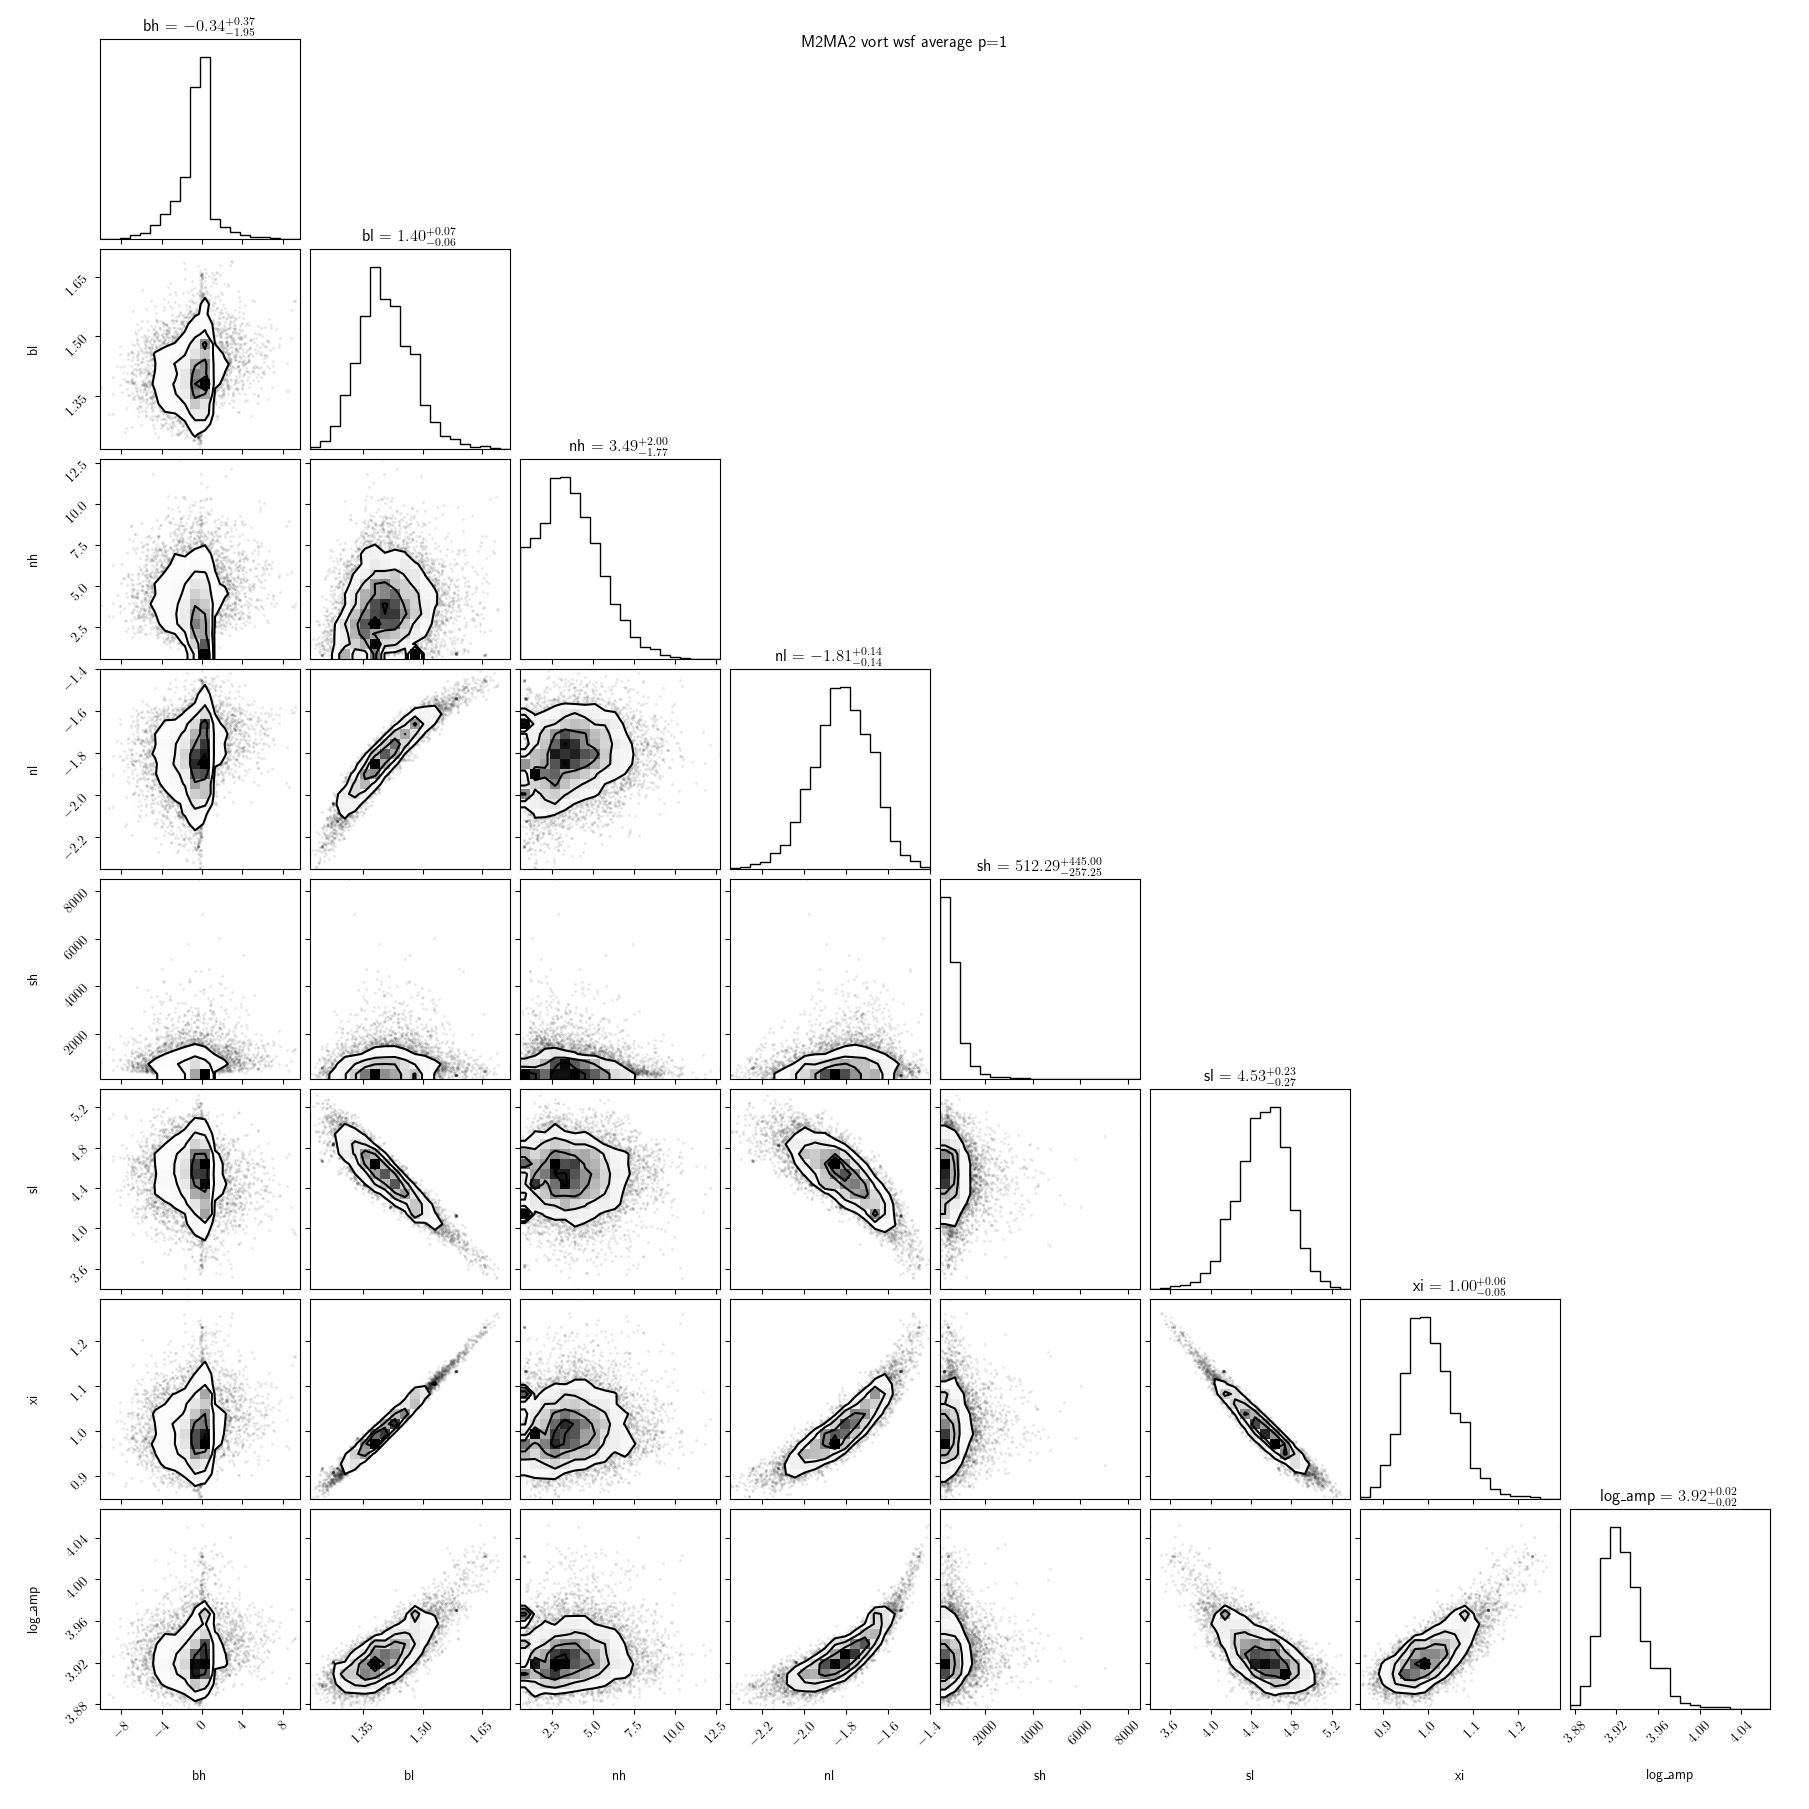 M2MA2 vort wsf average p=1
bh = −0.34 +0.37 −1.95
bl = 1.40 +0.07 −0.06
bl
1.65
1.50
1.35
nh = 3.49 +2.00 −1.77
nh
12.5
10.0
7.5
5.0
2.5
nl = −1.81 +0.14 −0.14
nl
−1.4
−1.6
−1.8
−2.0
−2.2
sh = 512.29 +445.00 −257.25
sh
8000
6000
4000
2000
sl = 4.53 +0.23 −0.27
sl
5.2
4.8
4.4
4.0
3.6
xi = 1.00 +0.06 −0.05
xi
1.2
1.1
1.0
0.9
log_amp = 3.92 +0.02 −0.02
log_amp
4.04
4.00
3.96
3.92
3.88
−8 −4 0 4 8 1.35 1.50 1.65 2.5 5.0 7.5 10.0 12.5 −2.2 −2.0 −1.8 −1.6 −1.4 2000 4000 6000 8000 3.6 4.0 4.4 4.8 5.2 0.9 1.0 1.1 1.2 3.88 3.92 3.96 4.00 4.04
bh bl nh nl sh sl xi log_amp